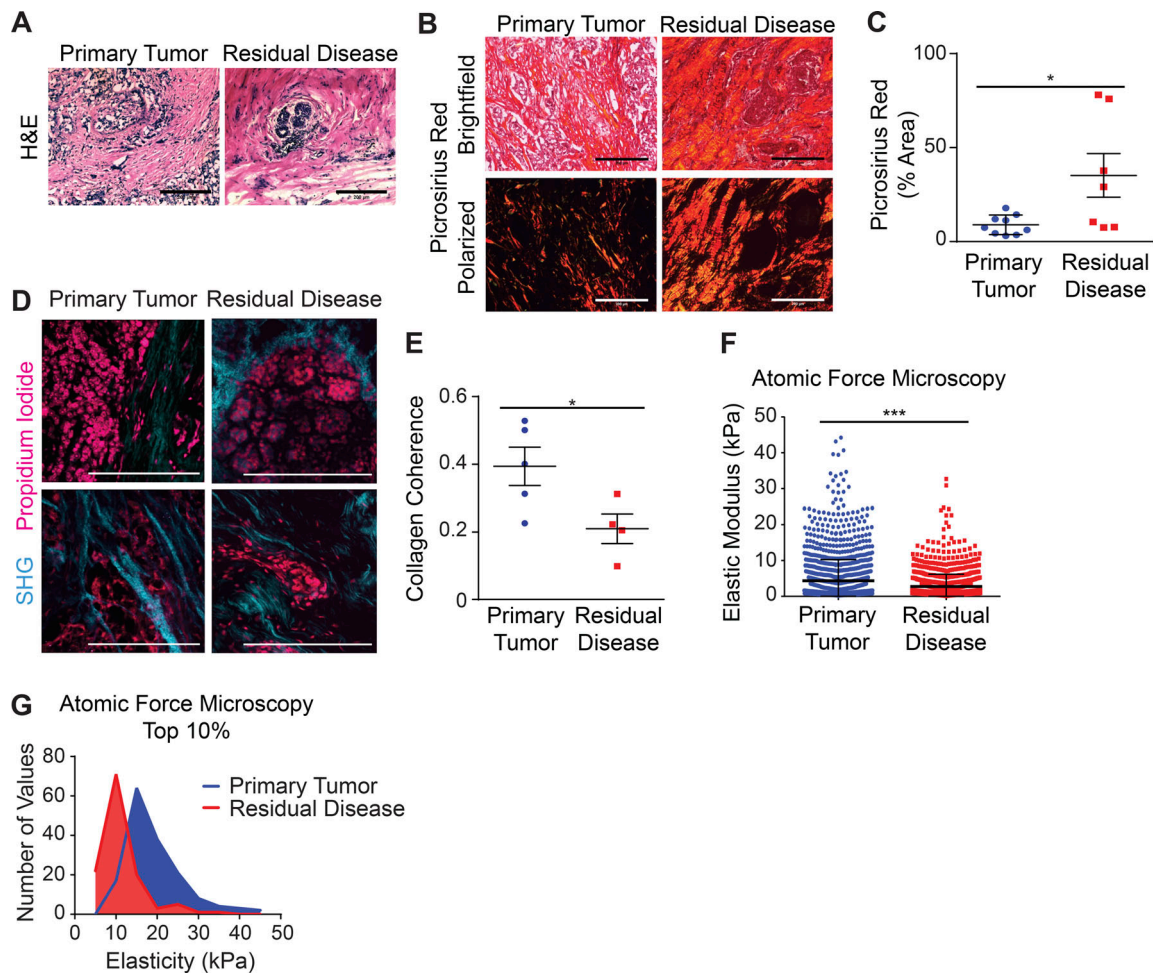 A
Primary Tumor
Residual Disease
H&E
B
Primary Tumor
Residual Disease
Picrosirius Red
Brightfield
Polarized
C
Picrosirius Red
(% Area)
100
50
0
*
Primary
Tumor
Residual
Disease
D
Primary Tumor
Residual Disease
Propidium Iodide
SHG
E
Collagen Coherence
0.6
0.4
0.2
0
*
Primary
Tumor
Residual
Disease
F
Atomic Force Microscopy
Elastic Modulus (kPa)
50
40
30
20
10
0
***
Primary
Tumor
Residual
Disease
G
Atomic Force Microscopy
Top 10%
Number of Values
80
60
40
20
0
Primary Tumor
Residual Disease
0 10 20 30 40 50
Elasticity (kPa)